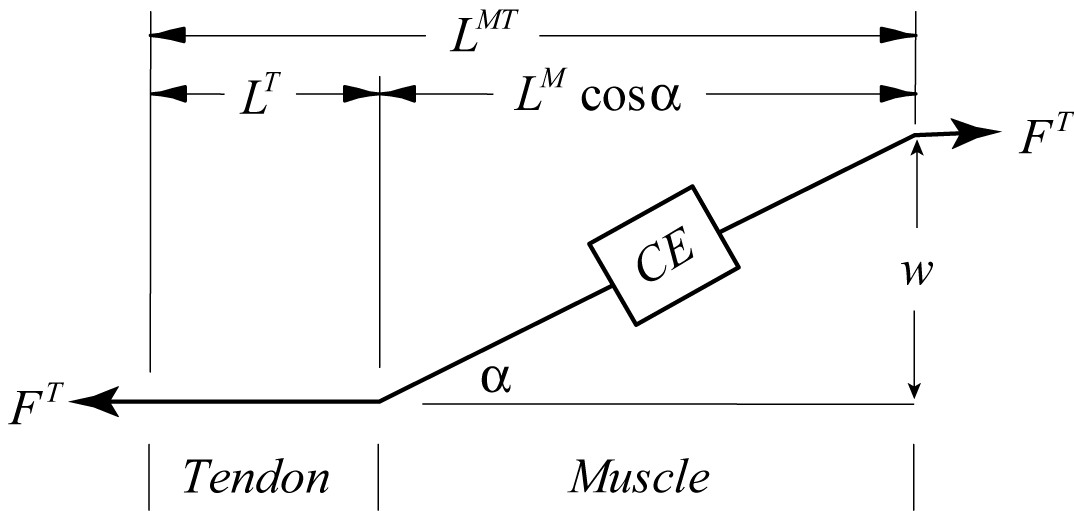 L^{MT}
L^T
L^M cosα
F^T
CE
w
α
F^T
Tendon
Muscle